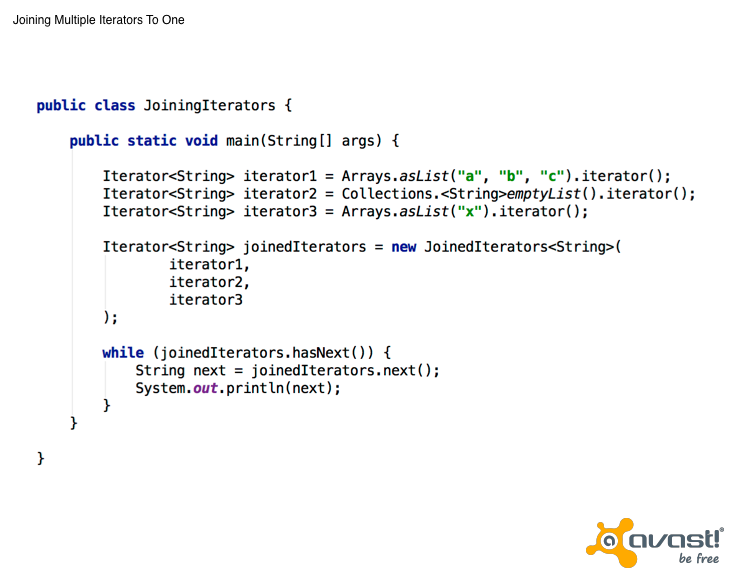 Joining Multiple Iterators To One
public class JoiningIterators {
public static void main(String[] args) {
Iterator<String> iterator1 = Arrays.asList("a", "b", "c").iterator();
Iterator<String> iterator2 = Collections.<String>emptyList().iterator();
Iterator<String> iterator3 = Arrays.asList("x").iterator();
Iterator<String> joinedIterators = new JoinedIterators<String>(
iterator1,
iterator2,
iterator3
);
while (joinedIterators.hasNext()) {
String next = joinedIterators.next();
System.out.println(next);
}
}
}
@ avast!®
be free